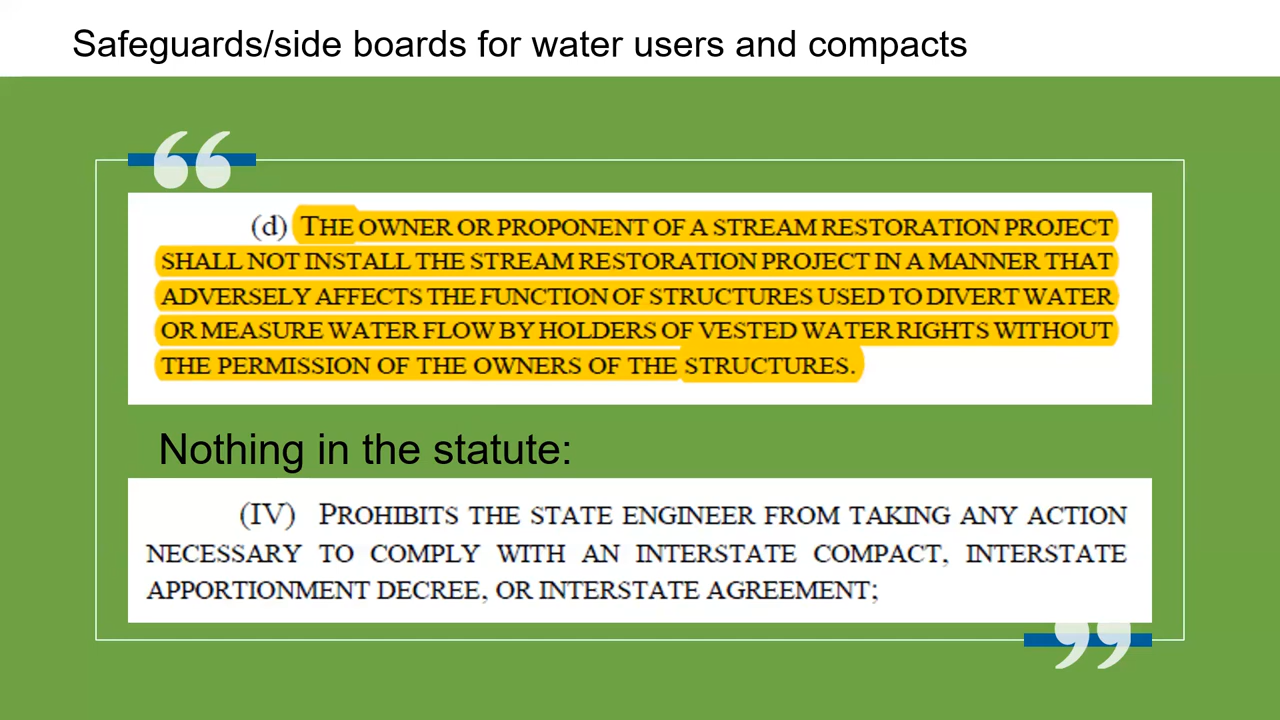 Safeguards/side boards for water users and compacts
“
(d) THE OWNER OR PROPONENT OF A STREAM RESTORATION PROJECT
SHALL NOT INSTALL THE STREAM RESTORATION PROJECT IN A MANNER THAT
ADVERSELY AFFECTS THE FUNCTION OF STRUCTURES USED TO DIVERT WATER
OR MEASURE WATER FLOW BY HOLDERS OF VESTED WATER RIGHTS WITHOUT
THE PERMISSION OF THE OWNERS OF THE STRUCTURES.
Nothing in the statute:
(IV) PROHIBITS THE STATE ENGINEER FROM TAKING ANY ACTION
NECESSARY TO COMPLY WITH AN INTERSTATE COMPACT, INTERSTATE
APPORTIONMENT DECREE, OR INTERSTATE AGREEMENT;
”